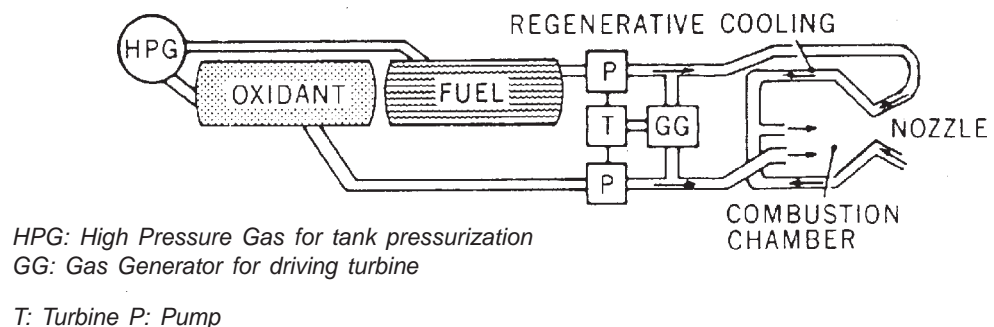 REGENERATIVE COOLING
HPG
OXIDANT
FUEL
P
T
GG
P
NOZZLE
COMBUSTION
CHAMBER
HPG: High Pressure Gas for tank pressurization
GG: Gas Generator for driving turbine
T: Turbine P: Pump